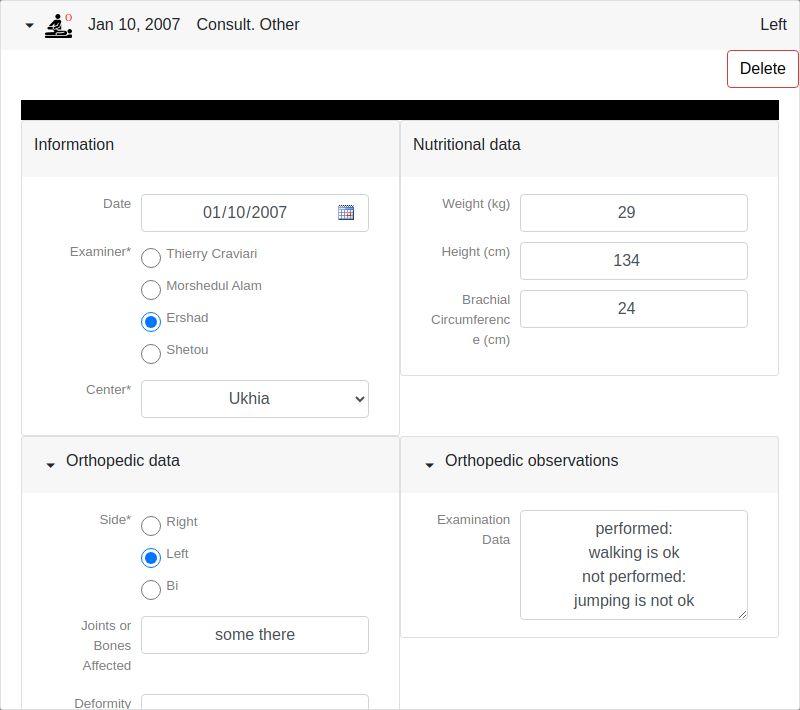 O
Jan 10, 2007 Consult. Other Left
Delete
Information
Date 01/10/2007
Examiner* Thierry Craviari
Morshedul Alam
Ershad
Shetou
Center* Ukhia
Nutritional data
Weight (kg) 29
Height (cm) 134
Brachial
Circumferenc
e (cm)
24
Orthopedic data
Side* Right
Left
Bi
Joints or
Bones
Affected
some there
Deformity
Orthopedic observations
Examination
Data
performed:
walking is ok
not performed:
jumping is not ok